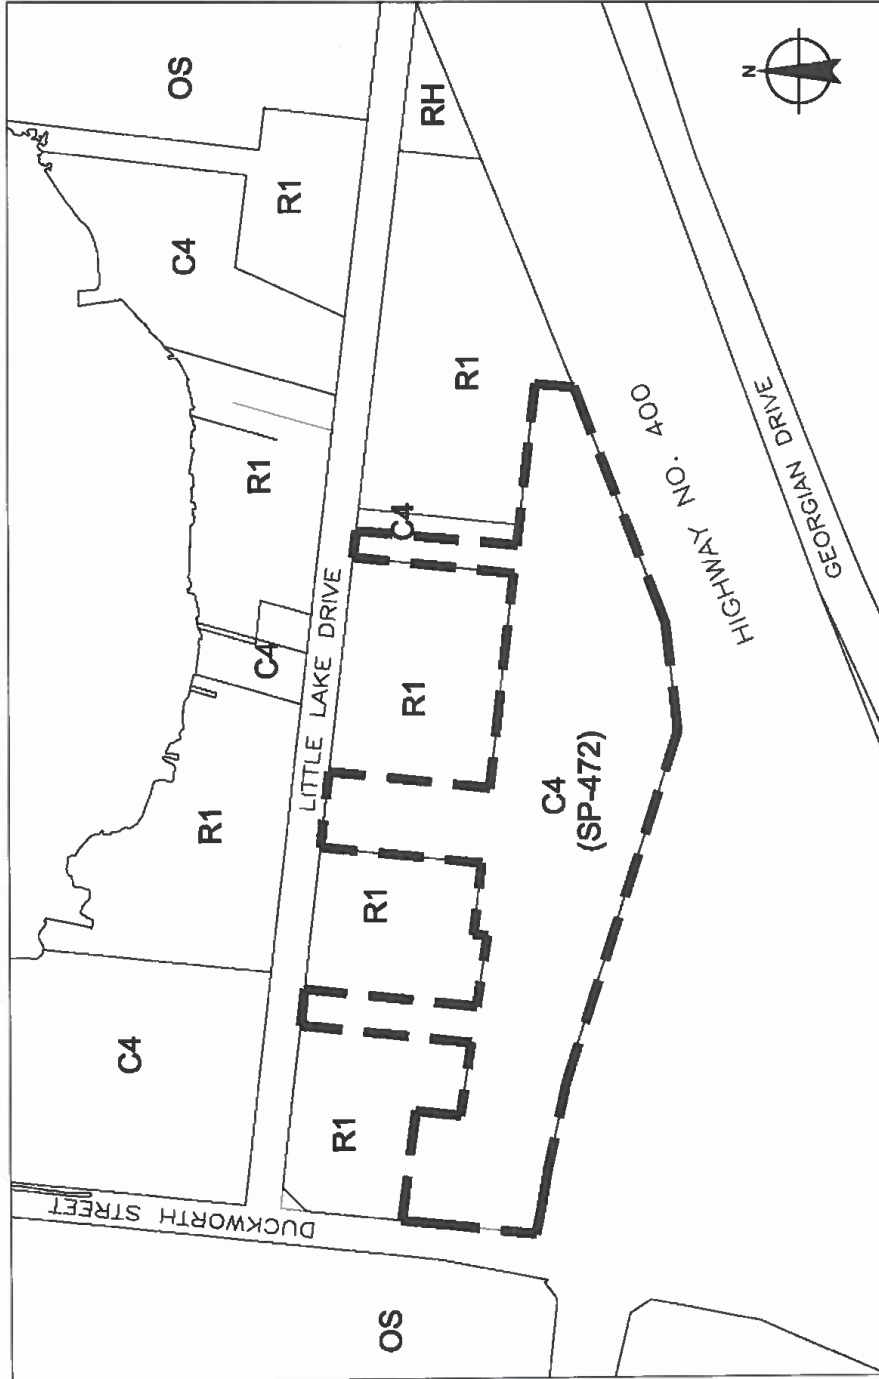 OS
C4
R1
RH
R1
R1
C4
C4
R1
LITTLE LAKE DRIVE
R1
HIGHWAY NO. 400
GEORGIAN DRIVE
R1
C4
(SP-472)
R1
C4
R1
DUCKWORTH STREET
OS
N